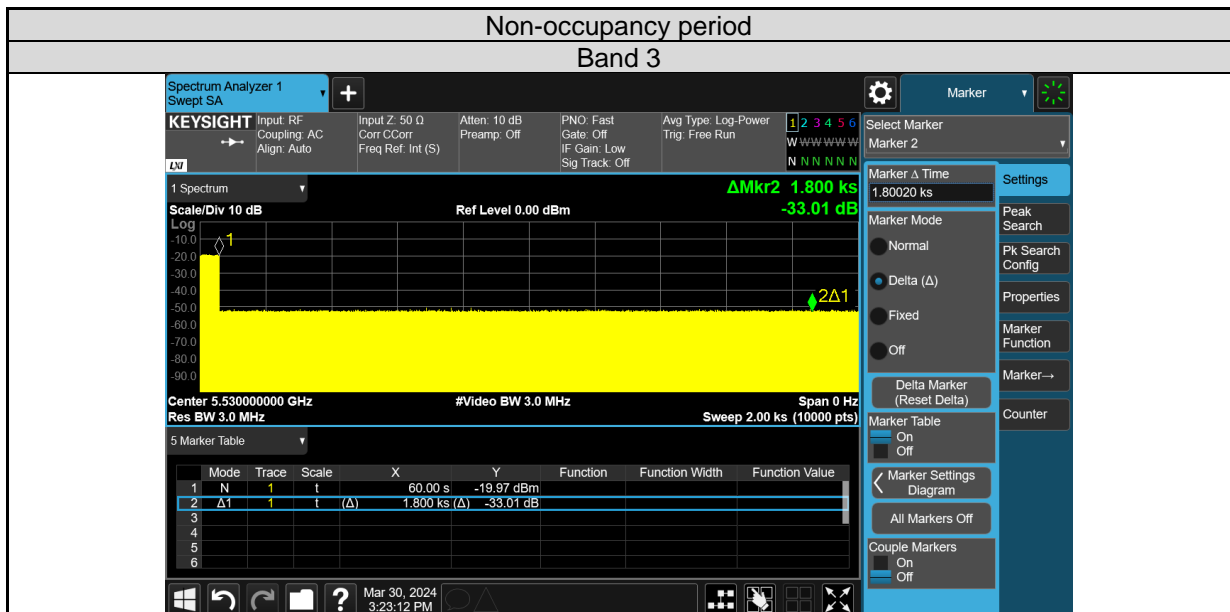 Non-occupancy period
Band 3
Spectrum Analyzer 1
Swept SA
Marker
KEYSIGHT
LXI
Input: RF
Coupling: AC
Align: Auto
Input Z: 50 Ω
Corr CCorr
Freq Ref: Int (S)
Atten: 10 dB
Preamp: Off
PNO: Fast
Gate: Off
IF Gain: Low
Sig Track: Off
Avg Type: Log-Power
Trig: Free Run
1 2 3 4 5 6
W W W W W W
N N N N N N
Select Marker
Marker 2
1 Spectrum
ΔMkr2 1.800 ks
-33.01 dB
Scale/Div 10 dB
Ref Level 0.00 dBm
Log
-10.0
-20.0
-30.0
-40.0
-50.0
-60.0
-70.0
-80.0
-90.0
1
2Δ1
Center 5.530000000 GHz
#Video BW 3.0 MHz
Span 0 Hz
Res BW 3.0 MHz
Sweep 2.00 ks (10000 pts)
5 Marker Table
Mode Trace Scale X Y Function Function Width Function Value
1 N 1 t 60.00 s -19.97 dBm
2 Δ1 1 t (Δ) 1.800 ks (Δ) -33.01 dB
3
4
5
6
Marker Δ Time
1.80020 ks
Marker Mode
Normal
Delta (Δ)
Fixed
Off
Delta Marker
(Reset Delta)
Marker Table
On
Off
Marker Settings
Diagram
All Markers Off
Couple Markers
On
Off
Settings
Peak
Search
Pk Search
Config
Properties
Marker
Function
Marker→
Counter
?
Mar 30, 2024
3:23:12 PM